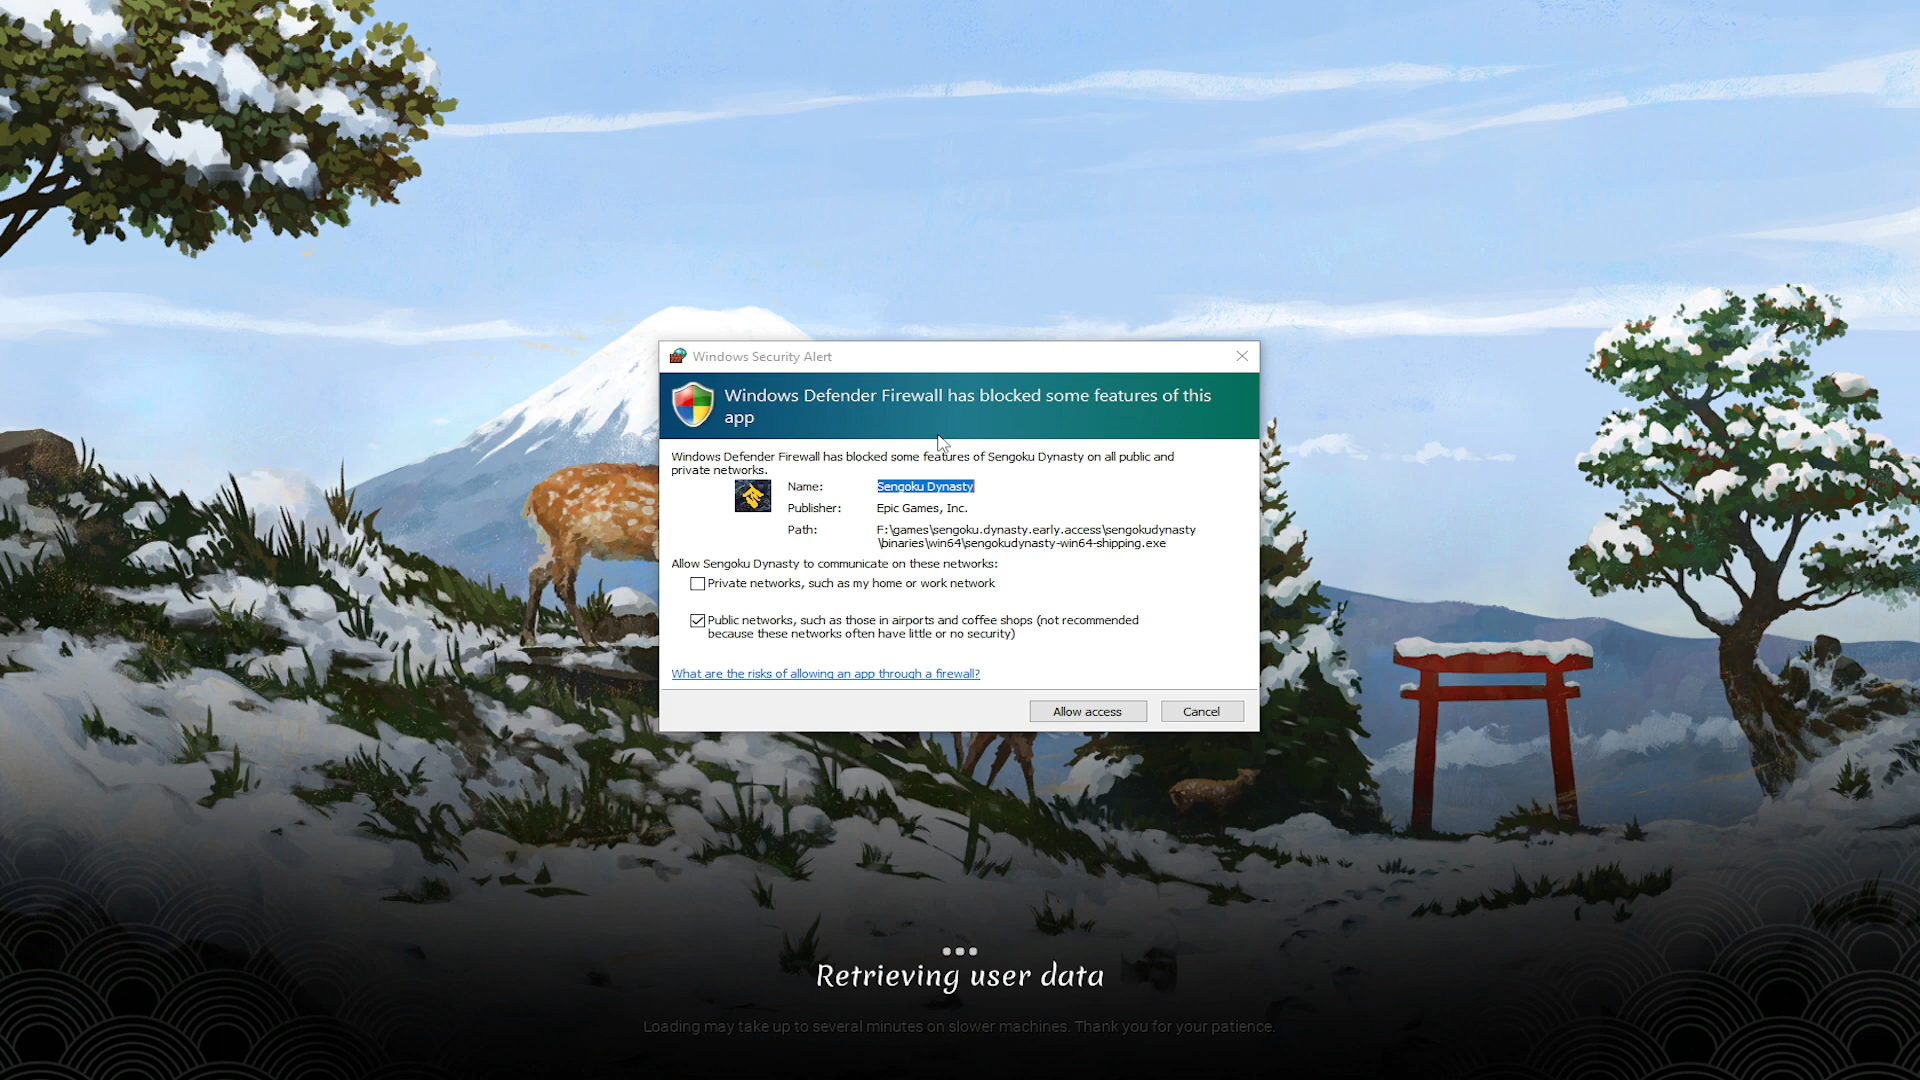 Windows Security Alert
Windows Defender Firewall has blocked some features of this
app
Windows Defender Firewall has blocked some features of Sengoku Dynasty on all public and
private networks.
Name: Sengoku Dynasty
Publisher: Epic Games, Inc.
Path: F:\games\sengoku.dynasty.early.access\sengokudynasty
\binaries\win64\sengokudynasty-win64-shipping.exe
Allow Sengoku Dynasty to communicate on these networks:
Private networks, such as my home or work network
Public networks, such as those in airports and coffee shops (not recommended
because these networks often have little or no security)
What are the risks of allowing an app through a firewall?
Allow access Cancel
Retrieving user data
Loading may take up to several minutes on slower machines. Thank you for your patience.